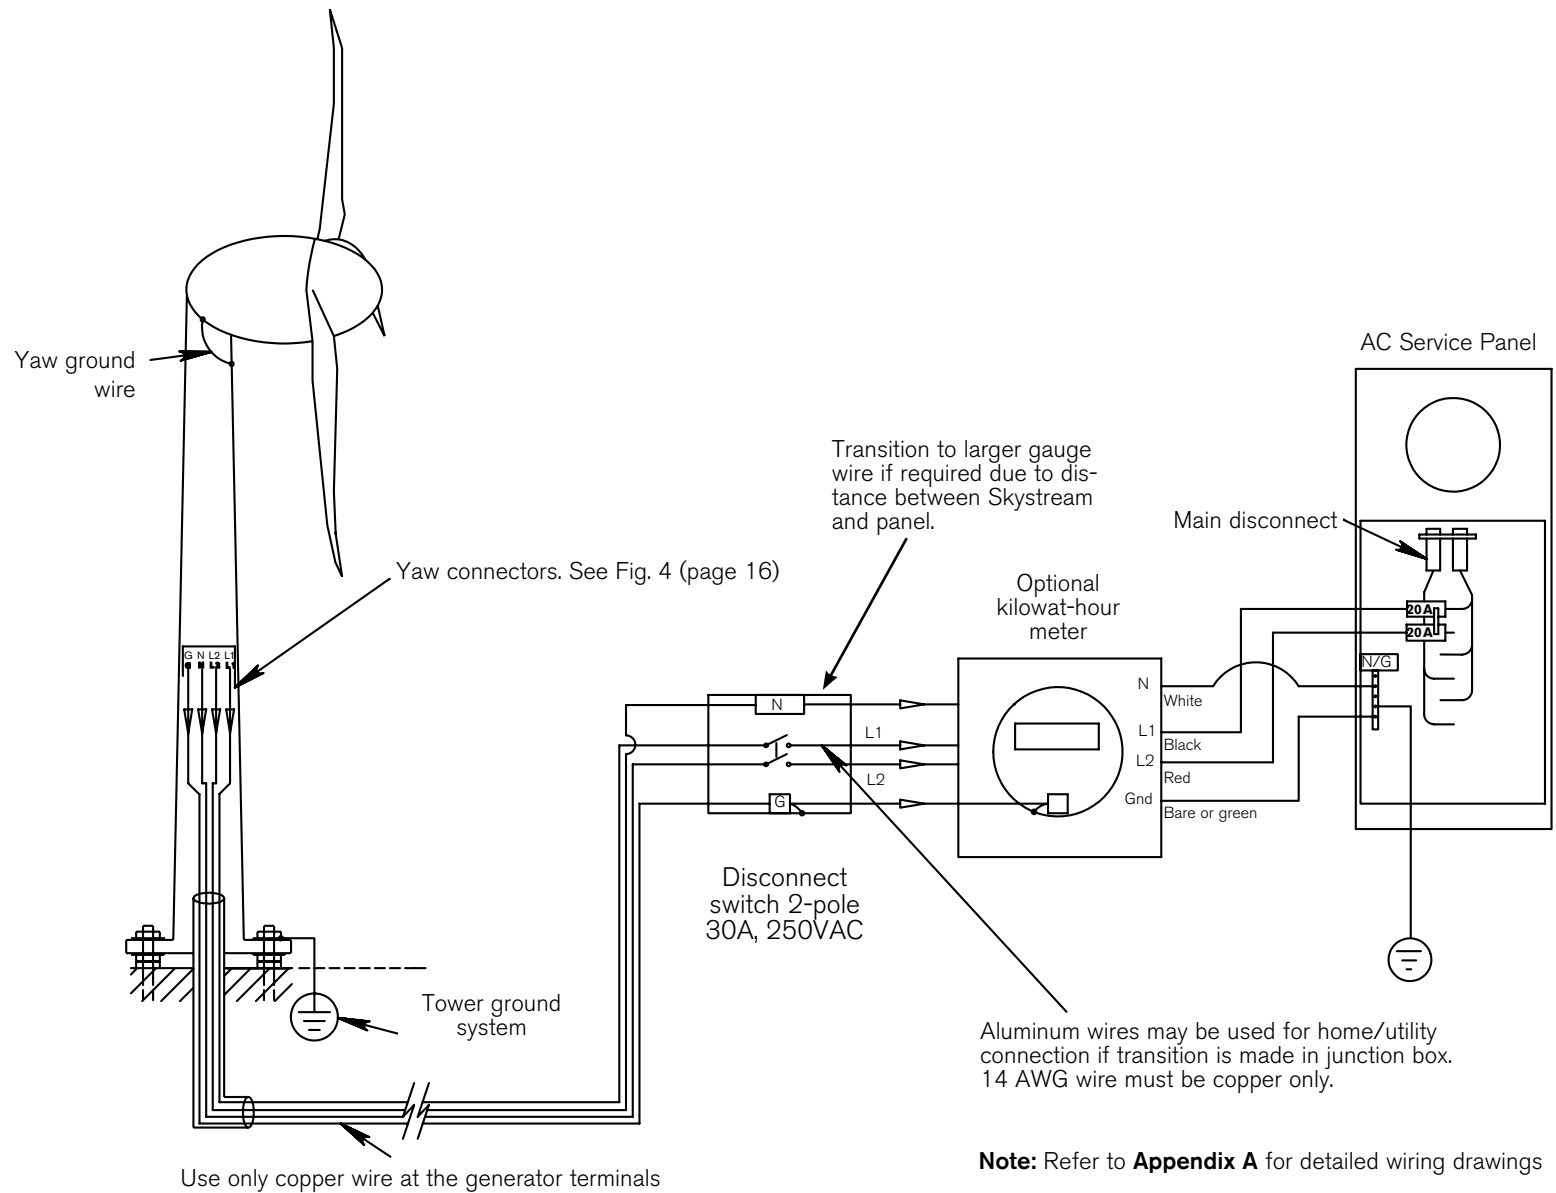 Yaw ground
wire
AC Service Panel
Transition to larger gauge
wire if required due to dis-
tance between Skystream
and panel.
Main disconnect
Yaw connectors. See Fig. 4 (page 16)
Optional
kilowat-hour
meter
20A
20A
G N L2 L1
G N L2 L1
N/G
N
N
White
L1
L1
Black
L2
L2
Red
G
Gnd
Bare or green
Disconnect
switch 2-pole
30A, 250VAC
Tower ground
system
Aluminum wires may be used for home/utility
connection if transition is made in junction box.
14 AWG wire must be copper only.
Use only copper wire at the generator terminals
Note: Refer to Appendix A for detailed wiring drawings